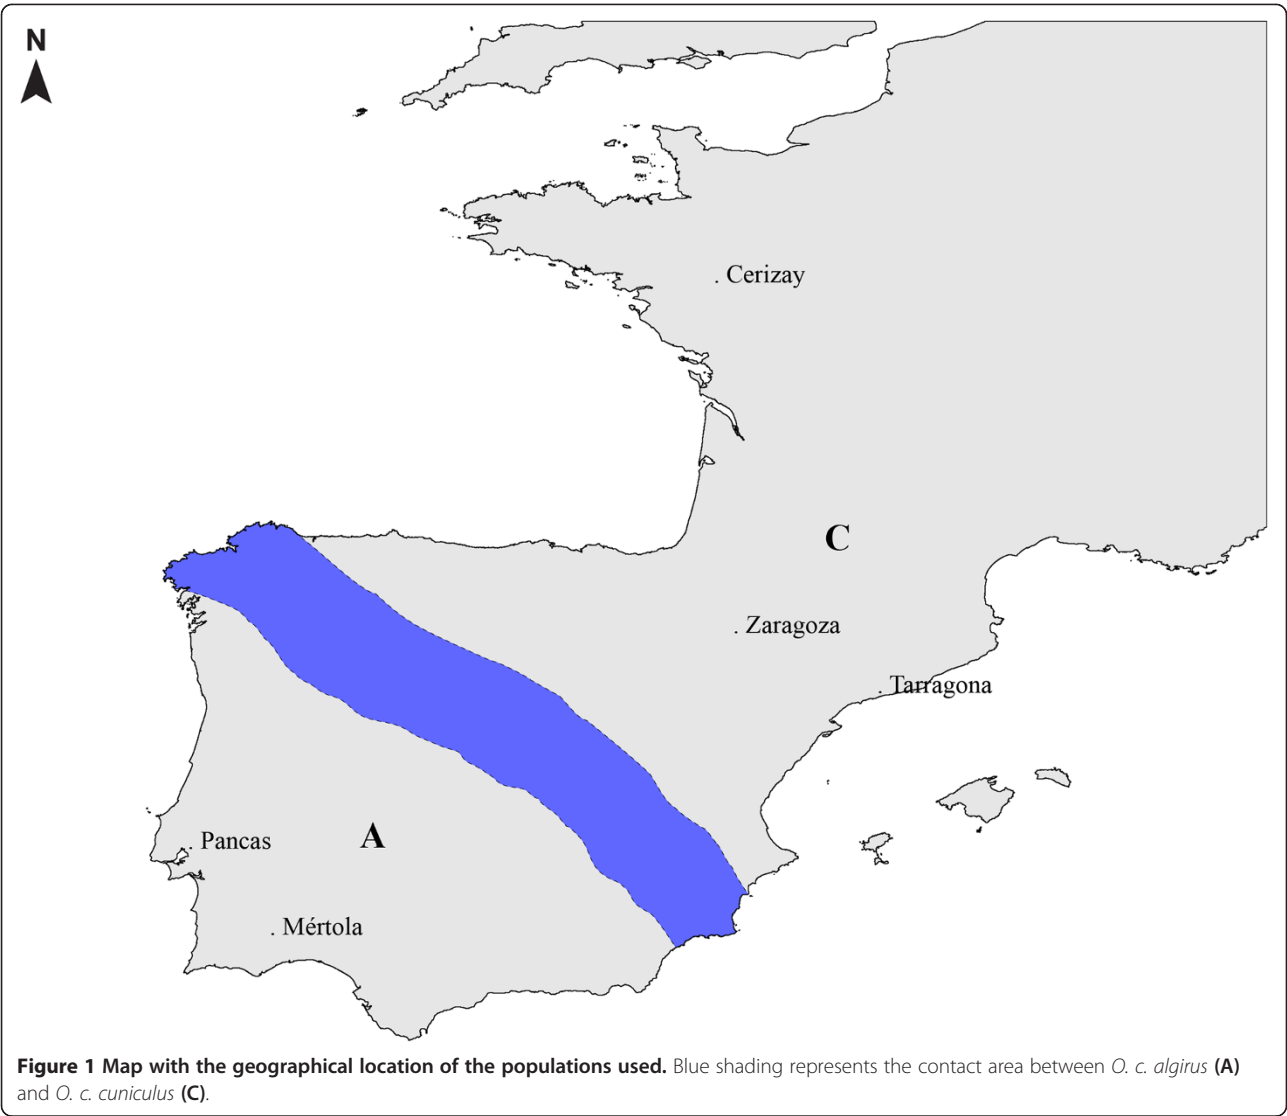 N
. Cerizay
C
. Zaragoza
. Tarragona
. Pancas
A
. Mértola
Figure 1 Map with the geographical location of the populations used. Blue shading represents the contact area between O. c. algirus (A)
and O. c. cuniculus (C).